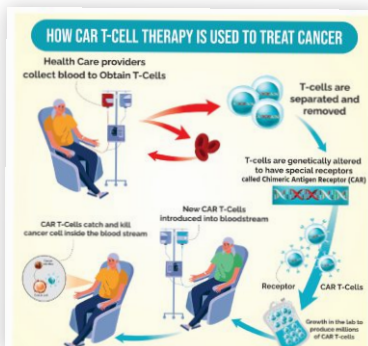 HOW CAR T-CELL THERAPY IS USED TO TREAT CANCER
Health Care providers
collect blood to Obtain T-Cells
T-cells are
separated and
removed
T-cells are genetically altered
to have special receptors
called Chimeric Antigen Receptor (CAR)
New CAR T-Cells
introduced into bloodstream
CAR T-Cells catch and kill
cancer cell inside the blood stream
Receptor
CAR T-Cells
Growth in the lab to
produce millions
of CAR T-cells